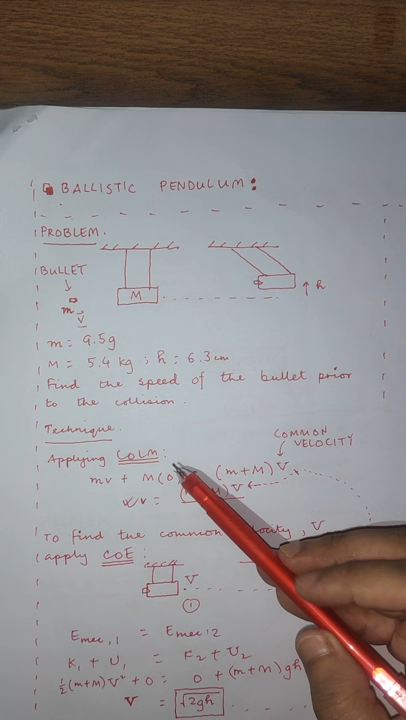 BALLISTIC PENDULUM:
PROBLEM.
BULLET
M
h
m v
m = 9.5g
M = 5.4 kg ; h = 6.3 cm
Find the speed of the bullet prior
to the collision.
Technique.
COMMON
VELOCITY
Applying COLM:
mv + M(0 (m+M)V
v = V
To find the common velocity, V
apply COE:
V
1
Emec,1 = Emec,2
K1 + U1 = K2 + U2
½(m+M)V² + 0 = 0 + (m+M)gh
V = √2gh